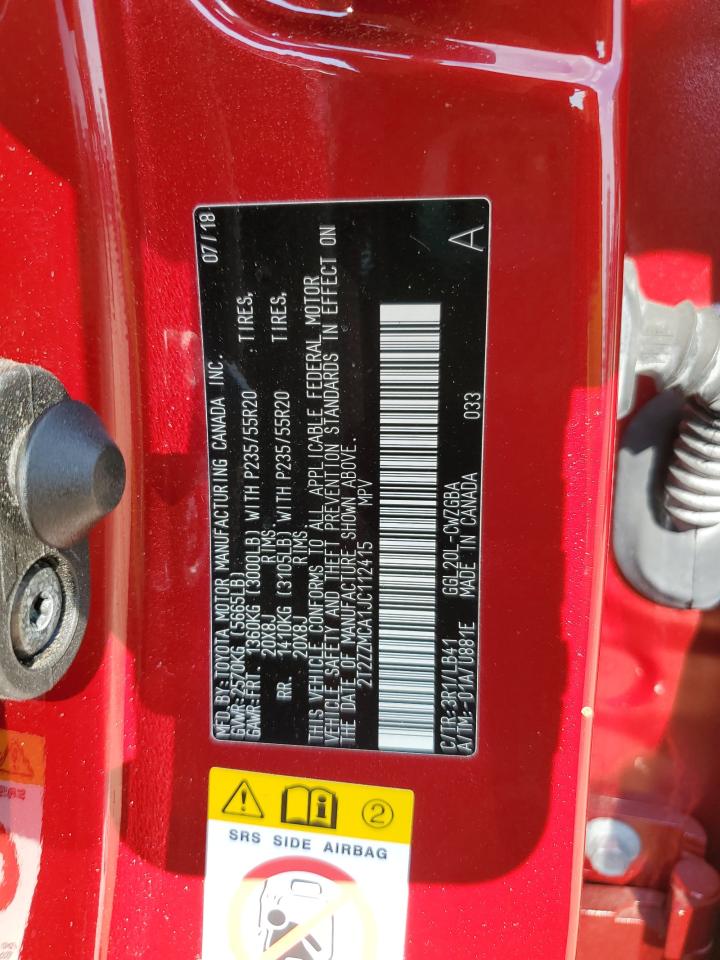 MFD.BY:TOYOTA MOTOR MANUFACTURING CANADA INC. 07/18
GVWR:2570KG (5665LB)
GAWR:FRT. 1360KG (3000LB) WITH P235/55R20 TIRES,
20X8J RIMS.
RR. 1410KG (3105LB) WITH P235/55R20 TIRES,
20X8J RIMS.
THIS VEHICLE CONFORMS TO ALL APPLICABLE FEDERAL MOTOR
VEHICLE SAFETY AND THEFT PREVENTION STANDARDS IN EFFECT ON
THE DATE OF MANUFACTURE SHOWN ABOVE.
2T2ZZMCA1JC112415 MPV
C/TR:3R1/LB41 GGL20L-CWZGBA
A/TM:-01A/U881E MADE IN CANADA 033
A
2
SRS SIDE AIRBAG